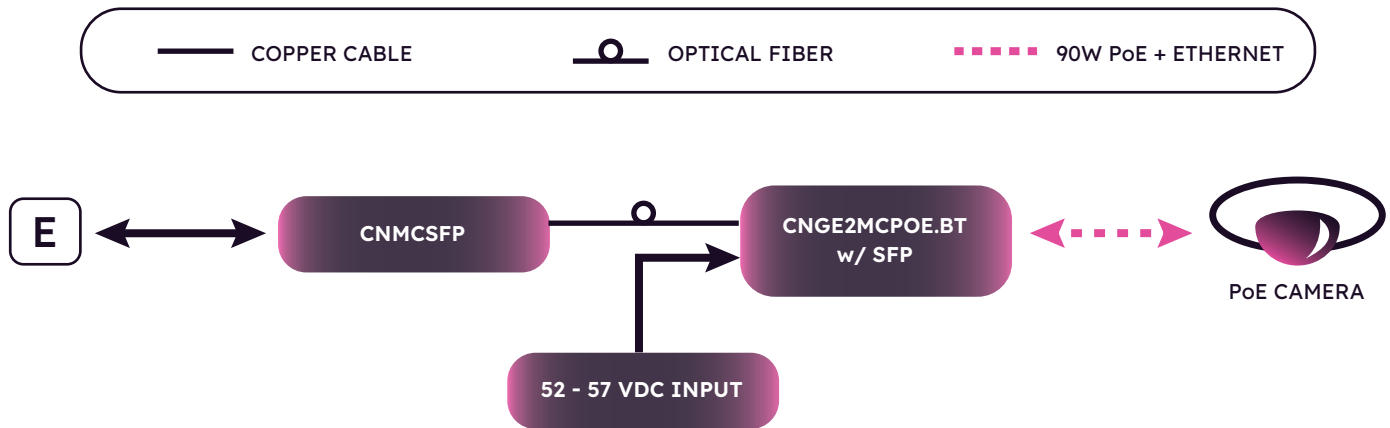 COPPER CABLE
OPTICAL FIBER
90W PoE + ETHERNET
E
CNMCSFP
CNGE2MCPOE.BT
w/ SFP
PoE CAMERA
52 - 57 VDC INPUT